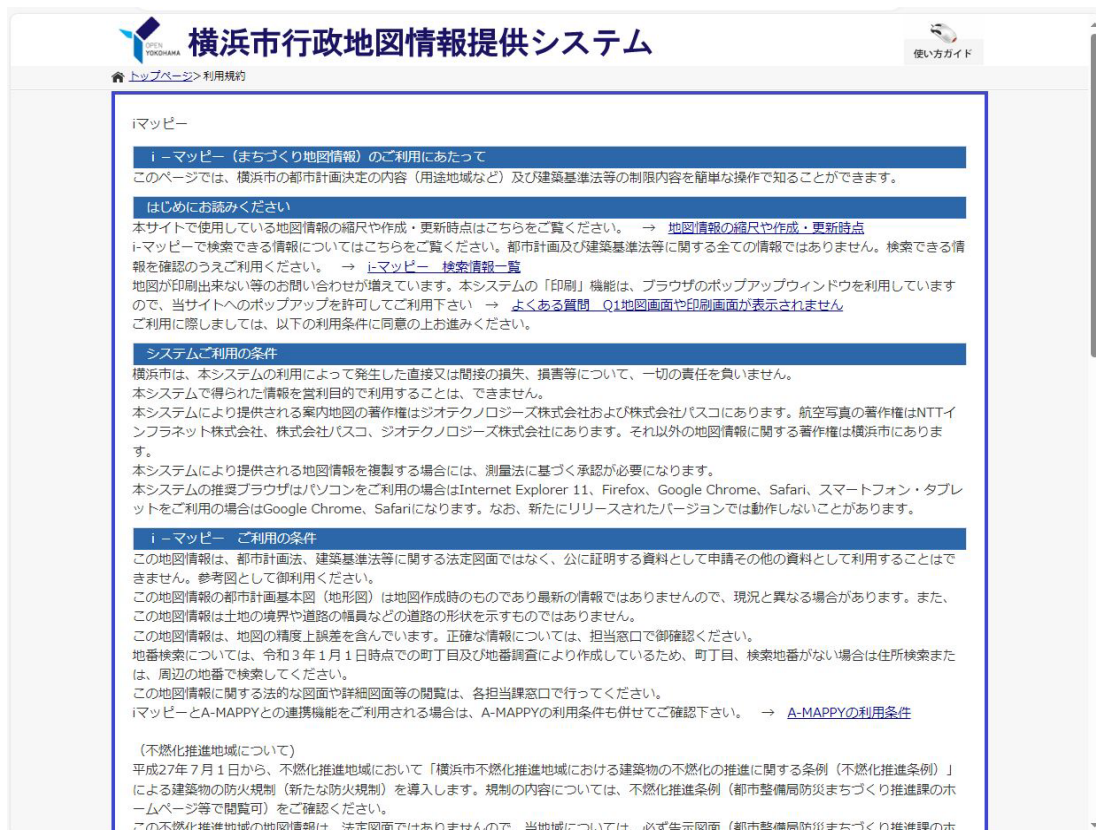 OPEN YOKOHAMA
横浜市行政地図情報提供システム
使い方ガイド
トップページ>利用規約
iマッピー
ｉ－マッピー（まちづくり地図情報）のご利用にあたって
このページでは、横浜市の都市計画決定の内容（用途地域など）及び建築基準法等の制限内容を簡単な操作で知ることができます。
はじめにお読みください
本サイトで使用している地図情報の縮尺や作成・更新時点はこちらをご覧ください。　→　地図情報の縮尺や作成・更新時点
i-マッピーで検索できる情報についてはこちらをご覧ください。都市計画及び建築基準法等に関する全ての情報ではありません。検索できる情
報を確認のうえご利用ください。　→　i-マッピー　検索情報一覧
地図が印刷出来ない等のお問い合わせが増えています。本システムの「印刷」機能は、ブラウザのポップアップウィンドウを利用しています
ので、当サイトへのポップアップを許可してご利用下さい　→　よくある質問　Q1地図画面や印刷画面が表示されません
ご利用に際しましては、以下の利用条件に同意の上お進みください。
システムご利用の条件
横浜市は、本システムの利用によって発生した直接又は間接の損失、損害等について、一切の責任を負いません。
本システムで得られた情報を営利目的で利用することは、できません。
本システムにより提供される案内地図の著作権はジオテクノロジーズ株式会社および株式会社パスコにあります。航空写真の著作権はNTTイ
ンフラネット株式会社、株式会社パスコ、ジオテクノロジーズ株式会社にあります。それ以外の地図情報に関する著作権は横浜市にありま
す。
本システムにより提供される地図情報を複製する場合には、測量法に基づく承認が必要になります。
本システムの推奨ブラウザはパソコンをご利用の場合はInternet Explorer 11、Firefox、Google Chrome、Safari、スマートフォン・タブレ
ットをご利用の場合はGoogle Chrome、Safariになります。なお、新たにリリースされたバージョンでは動作しないことがあります。
ｉ－マッピー　ご利用の条件
この地図情報は、都市計画法、建築基準法等に関する法定図面ではなく、公に証明する資料として申請その他の資料として利用することはで
きません。参考図として御利用ください。
この地図情報の都市計画基本図（地形図）は地図作成時のものであり最新の情報ではありませんので、現況と異なる場合があります。また、
この地図情報は土地の境界や道路の幅員などの道路の形状を示すものではありません。
この地図情報は、地図の精度上誤差を含んでいます。正確な情報については、担当窓口で御確認ください。
地番検索については、令和３年１月１日時点での町丁目及び地番調査により作成しているため、町丁目、検索地番がない場合は住所検索また
は、周辺の地番で検索してください。
この地図情報に関する法的な図面や詳細図面等の閲覧は、各担当課窓口で行ってください。
iマッピーとA-MAPPYとの連携機能をご利用される場合は、A-MAPPYの利用条件も併せてご確認下さい。　→　A-MAPPYの利用条件
（不燃化推進地域について)
平成27年７月１日から、不燃化推進地域において「横浜市不燃化推進地域における建築物の不燃化の推進に関する条例（不燃化推進条例）」
による建築物の防火規制（新たな防火規制）を導入します。規制の内容については、不燃化推進条例（都市整備局防災まちづくり推進課のホ
ームページ等で閲覧可）をご確認ください。
この不燃化推進地域の地図情報は、法定図面ではありませんので、当地域については、必ず告示図面（都市整備局防災まちづくり推進課のホ